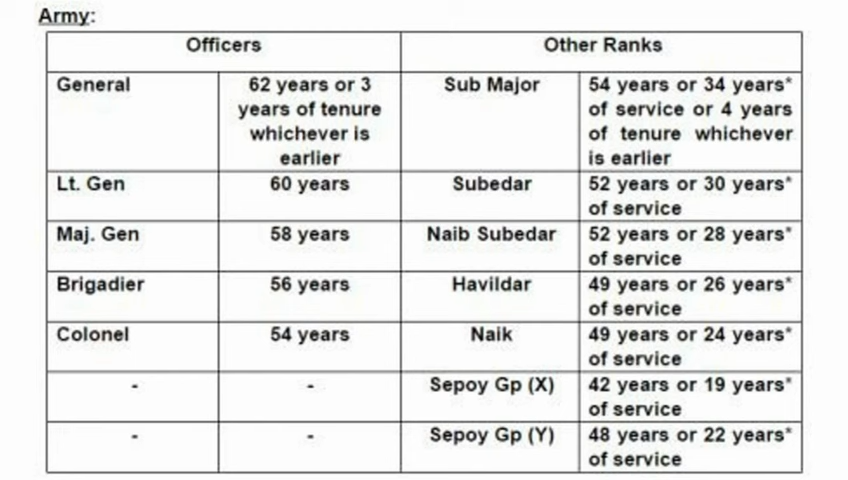 Army:
Officers
Other Ranks
General
62 years or 3
years of tenure
whichever is
earlier
Sub Major
54 years or 34 years*
of service or 4 years
of tenure whichever
is earlier
Lt. Gen
60 years
Subedar
52 years or 30 years*
of service
Maj. Gen
58 years
Naib Subedar
52 years or 28 years*
of service
Brigadier
56 years
Havildar
49 years or 26 years*
of service
Colonel
54 years
Naik
49 years or 24 years*
of service
-
-
Sepoy Gp (X)
42 years or 19 years*
of service
-
-
Sepoy Gp (Y)
48 years or 22 years*
of service